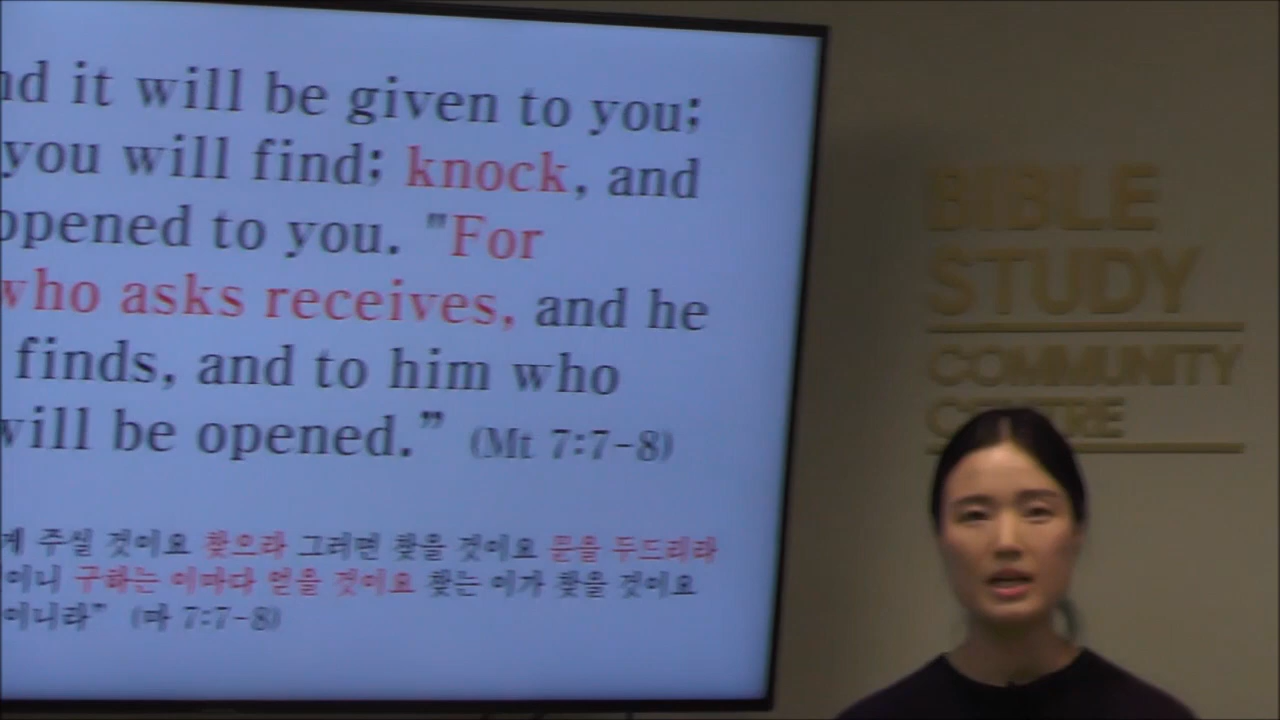 nd it will be given to you;
you will find; knock, and
opened to you. "For
who asks receives, and he
finds, and to him who
will be opened.” (Mt 7:7-8)
게 주실 것이요 찾으라 그러면 찾을 것이요 문을 두드리라
이니 구하는 이마다 얻을 것이요 찾는 이가 찾을 것이요
이니라” (마 7:7-8)
BIBLE
STUDY
COMMUNITY
CENTRE